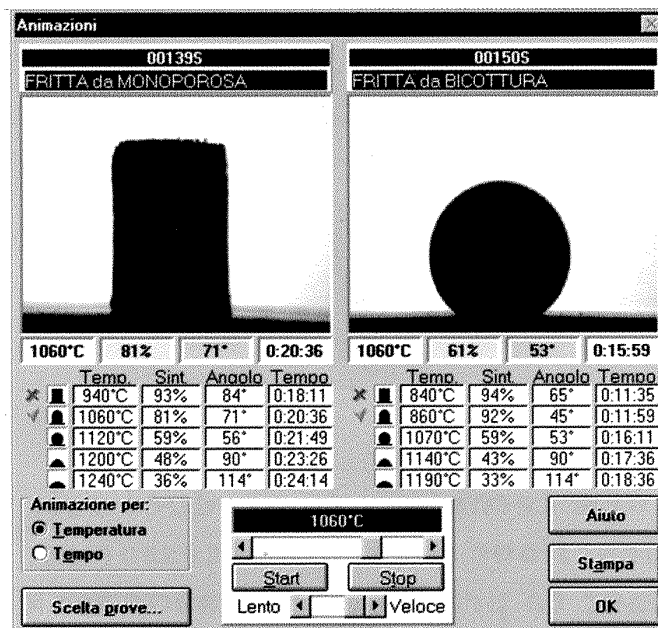 Animazioni
00139S
FRITTA da MONOPOROSA
1060°C 81% 71° 0:20:36
Temp. Sint. Angolo Tempo
940°C 93% 84° 0:18:11
1060°C 81% 71° 0:20:36
1120°C 59% 56° 0:21:49
1200°C 48% 90° 0:23:26
1240°C 36% 114° 0:24:14
00150S
FRITTA da BICOTTURA
1060°C 61% 53° 0:15:59
Temp. Sint. Angolo Tempo
840°C 94% 65° 0:11:35
860°C 92% 45° 0:11:59
1070°C 59% 53° 0:16:11
1140°C 43% 90° 0:17:36
1190°C 33% 114° 0:18:36
Animazione per:
Temperatura
Tempo
Scelta prove...
1060°C
Start Stop
Lento Veloce
Aiuto
Stampa
OK